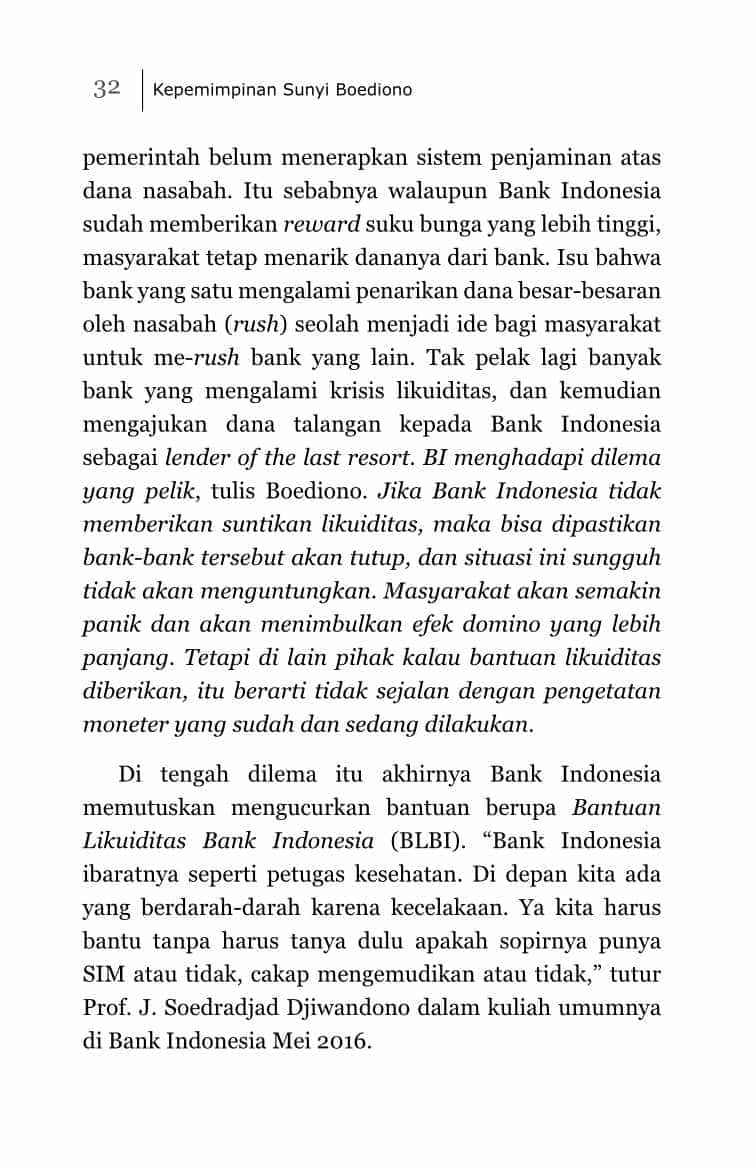 32
Kepemimpinan Sunyi Boediono
pemerintah belum menerapkan sistem penjaminan atas
dana nasabah. Itu sebabnya walaupun Bank Indonesia
sudah memberikan reward suku bunga yang lebih tinggi,
masyarakat tetap menarik dananya dari bank. Isu bahwa
bank yang satu mengalami penarikan dana besar-besaran
oleh nasabah (rush) seolah menjadi ide bagi masyarakat
untuk me-rush bank yang lain. Tak pelak lagi banyak
bank yang mengalami krisis likuiditas, dan kemudian
mengajukan dana talangan kepada Bank Indonesia
sebagai lender of the last resort. BI menghadapi dilema
yang pelik, tulis Boediono. Jika Bank Indonesia tidak
memberikan suntikan likuiditas, maka bisa dipastikan
bank-bank tersebut akan tutup, dan situasi ini sungguh
tidak akan menguntungkan. Masyarakat akan semakin
panik dan akan menimbulkan efek domino yang lebih
panjang. Tetapi di lain pihak kalau bantuan likuiditas
diberikan, itu berarti tidak sejalan dengan pengetatan
moneter yang sudah dan sedang dilakukan.
Di tengah dilema itu akhirnya Bank Indonesia
memutuskan mengucurkan bantuan berupa Bantuan
Likuiditas Bank Indonesia (BLBI). “Bank Indonesia
ibaratnya seperti petugas kesehatan. Di depan kita ada
yang berdarah-darah karena kecelakaan. Ya kita harus
bantu tanpa harus tanya dulu apakah sopirnya punya
SIM atau tidak, cakap mengemudikan atau tidak,” tutur
Prof. J. Soedradjad Djiwandono dalam kuliah umumnya
di Bank Indonesia Mei 2016.